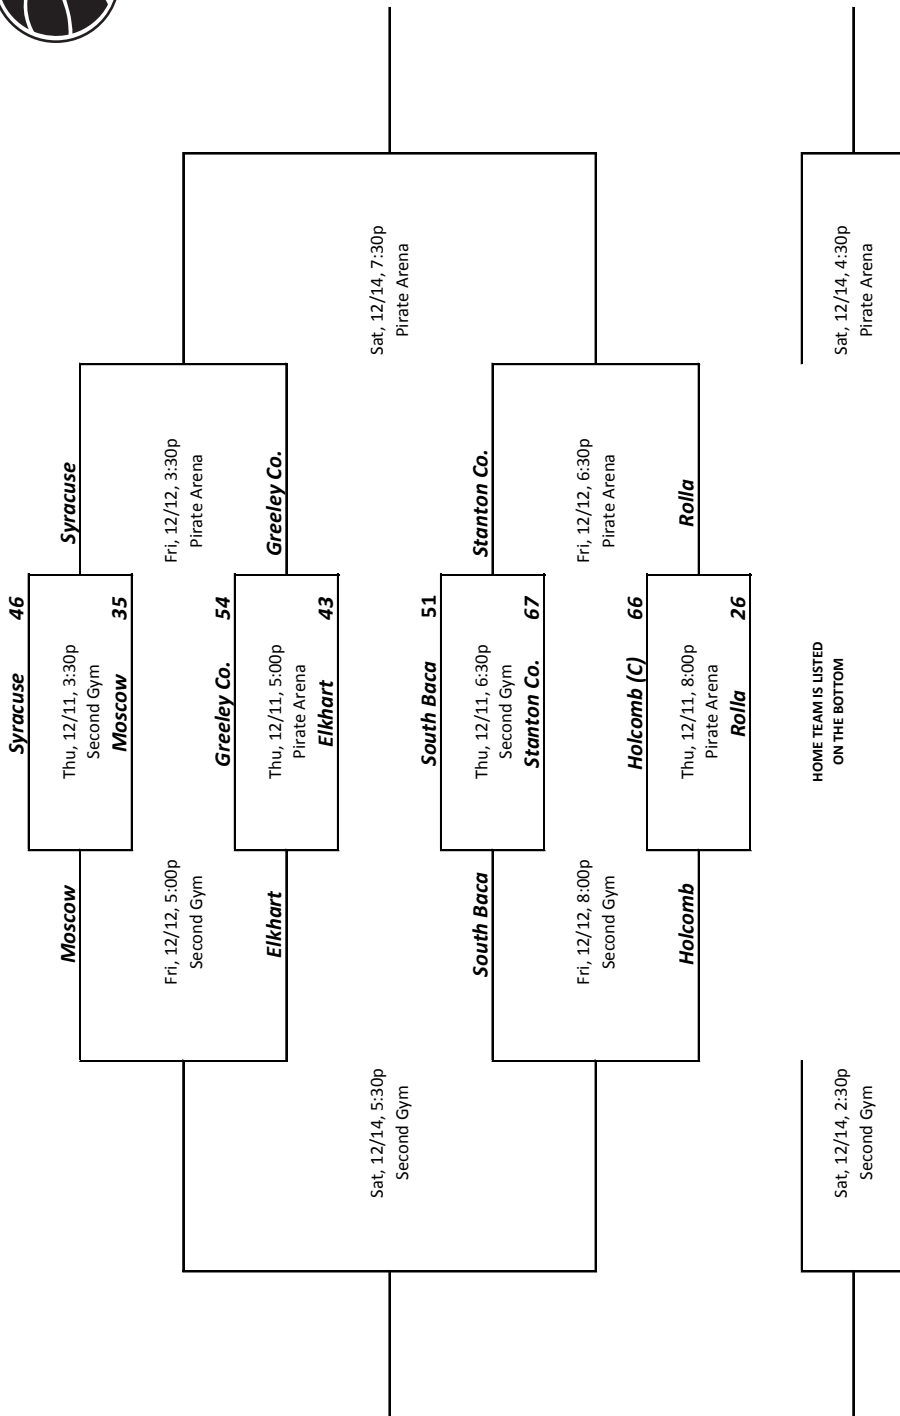 Syracuse 46
Thu, 12/11, 3:30p
Second Gym
Moscow 35
Greeley Co. 54
Thu, 12/11, 5:00p
Pirate Arena
Elkhart 43
South Baca 51
Thu, 12/11, 6:30p
Second Gym
Stanton Co. 67
Holcomb (C) 66
Thu, 12/11, 8:00p
Pirate Arena
Rolla 26
Syracuse
Fri, 12/12, 3:30p
Pirate Arena
Greeley Co.
Stanton Co.
Fri, 12/12, 6:30p
Pirate Arena
Rolla
Sat, 12/14, 7:30p
Pirate Arena
Sat, 12/14, 4:30p
Pirate Arena
Moscow
Fri, 12/12, 5:00p
Second Gym
Elkhart
South Baca
Fri, 12/12, 8:00p
Second Gym
Holcomb
Sat, 12/14, 5:30p
Second Gym
Sat, 12/14, 2:30p
Second Gym
HOME TEAM IS LISTED
ON THE BOTTOM